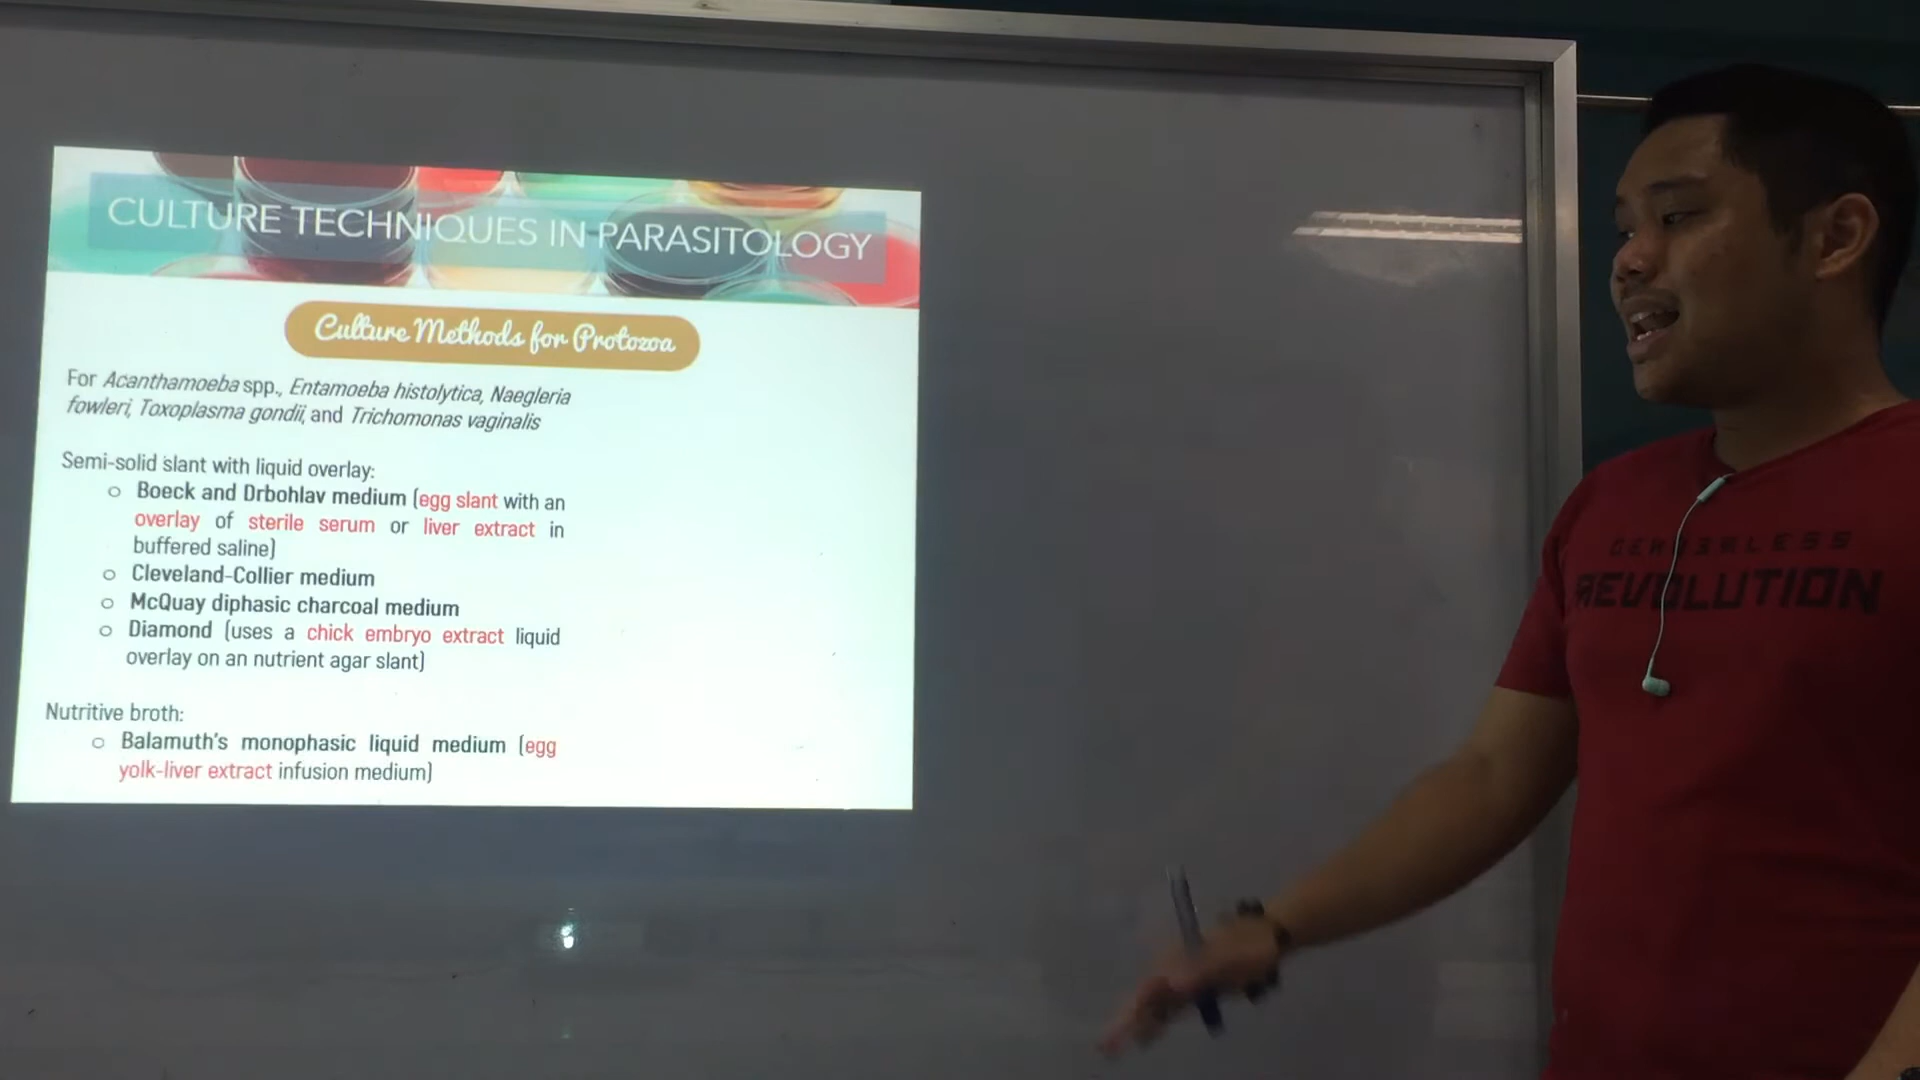 CULTURE TECHNIQUES IN PARASITOLOGY
Culture Methods for Protozoa
For Acanthamoeba spp., Entamoeba histolytica, Naegleria
fowleri, Toxoplasma gondii, and Trichomonas vaginalis
Semi-solid slant with liquid overlay:
○ Boeck and Drbohlav medium (egg slant with an
overlay of sterile serum or liver extract in
buffered saline)
○ Cleveland-Collier medium
○ McQuay diphasic charcoal medium
○ Diamond (uses a chick embryo extract liquid
overlay on an nutrient agar slant)
Nutritive broth:
○ Balamuth's monophasic liquid medium (egg
yolk-liver extract infusion medium)
REVOLUTION